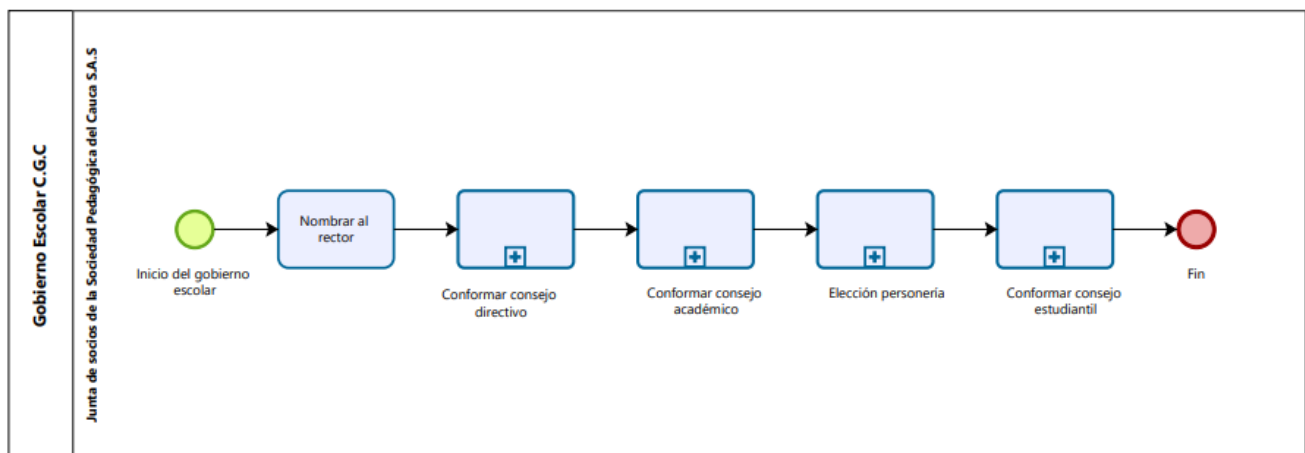 Gobierno Escolar C.G.C
Junta de socios de la Sociedad Pedagógica del Cauca S.A.S
Inicio del gobierno
escolar
Nombrar al
rector
Conformar consejo
directivo
Conformar consejo
académico
Elección personería
Conformar consejo
estudiantil
Fin